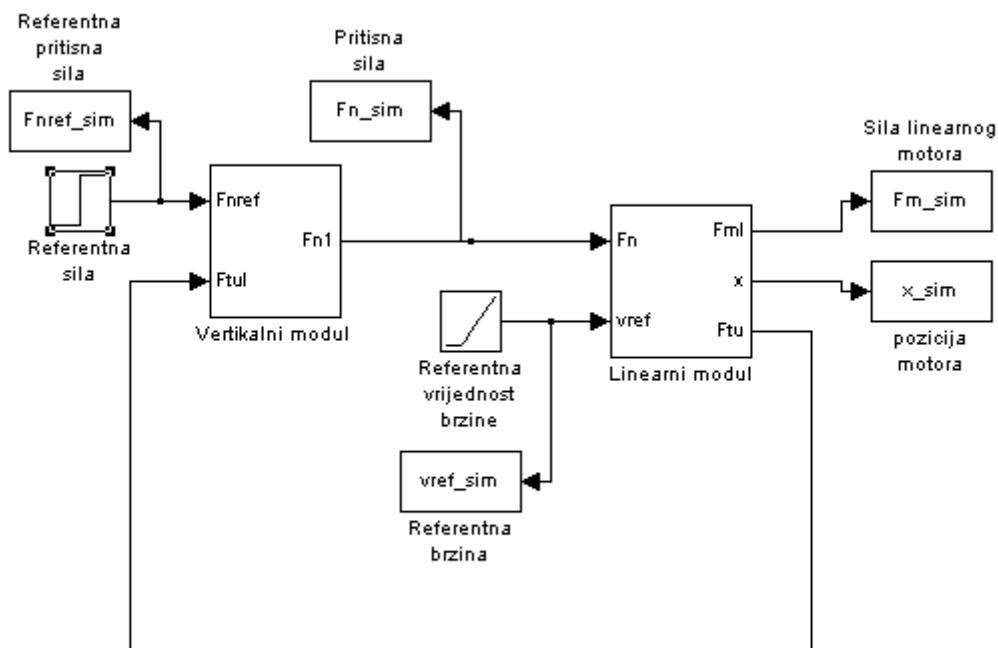 Referentna
pritisna
sila
Fnref_sim
Referentna
sila
Fnref
Ftul
Fn1
Vertikalni modul
Pritisna
sila
Fn_sim
Referentna
vrijednost
brzine
vref_sim
Referentna
brzina
Fn
vref
Fml
x
Ftu
Linearni modul
Sila linearnog
motora
Fm_sim
x_sim
pozicija
motora